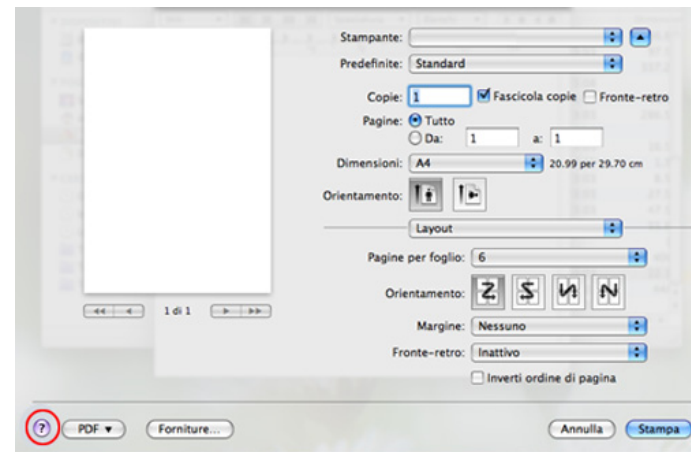 Stampante:
Predefinite: Standard
Copie: 1 Fascicola copie Fronte-retro
Pagine: Tutto
Da: 1 a: 1
Dimensioni: A4 20.99 per 29.70 cm
Orientamento:
Layout
Pagine per foglio: 6
Orientamento:
1 di 1
Margine: Nessuno
Fronte-retro: Inattivo
Inverti ordine di pagina
? PDF Forniture... Annulla Stampa